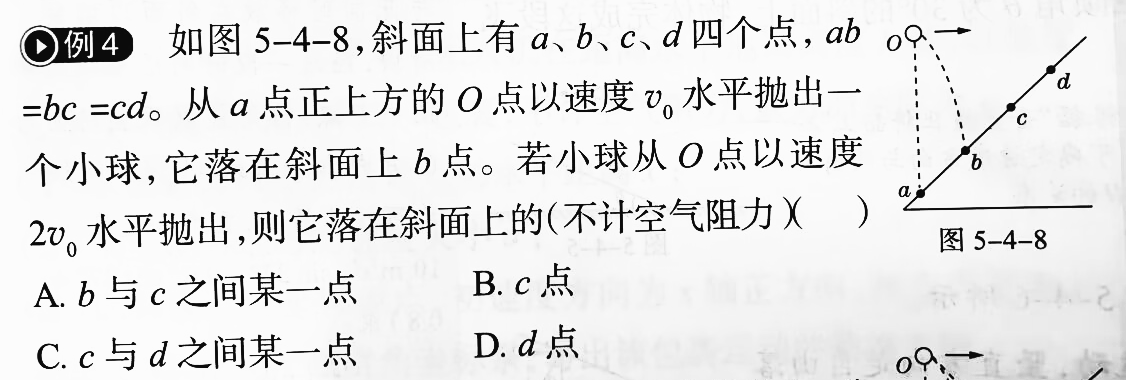 例4 如图 5-4-8,斜面上有 a、b、c、d 四个点, ab
=bc =cd。从 a 点正上方的 O 点以速度 v₀ 水平抛出一
个小球,它落在斜面上 b 点。若小球从 O 点以速度
2v₀ 水平抛出,则它落在斜面上的(不计空气阻力)( )
A. b 与 c 之间某一点 B. c 点
C. c 与 d 之间某一点 D. d 点
O
d
c
b
a
图 5-4-8
O